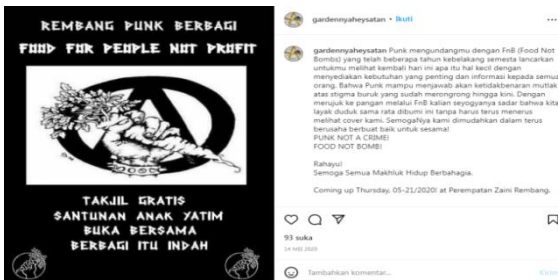 REMBANG PUNK BERBAGI
FOOD FOR PEOPLE NOT PROFIT
TAKJIL GRATIS
SANTUNAN ANAK YATIM
BUKA BERSAMA
BERBAGI ITU INDAH
gardennyaheysatan • Ikuti
gardennyaheysatan Punk mengundangmu dengan FnB (Food Not
Bombs) yang telah beberapa tahun kebelakang semesta lancarkan
untukmu melihat kembali hari ini apa itu hal kecil dengan
menyediakan kebutuhan yang penting dan informasi kepada semua
orang. Bahwa Punk mampu menjawab akan ketidakbenaran mutlak
atas stigma buruk yang sudah merongrong hingga kini. Dengan
merujuk ke pangan melalui FnB kalian seyogyanya sadar bahwa kita
layak duduk sama rata dibumi ini tanpa harus terus menerus
melihat cover kami. SemogaNya kami dimudahkan dalam terus
berusaha berbuat baik untuk sesama!
PUNK NOT A CRIME!
FOOD NOT BOMB!
Rahayu!
Semoga Semua Makhluk Hidup Berbahagia.
Coming up Thursday, 05-21/2020! at Perempatan Zaini Rembang.
93 suka
14 MEI 2020
Tambahkan komentar...